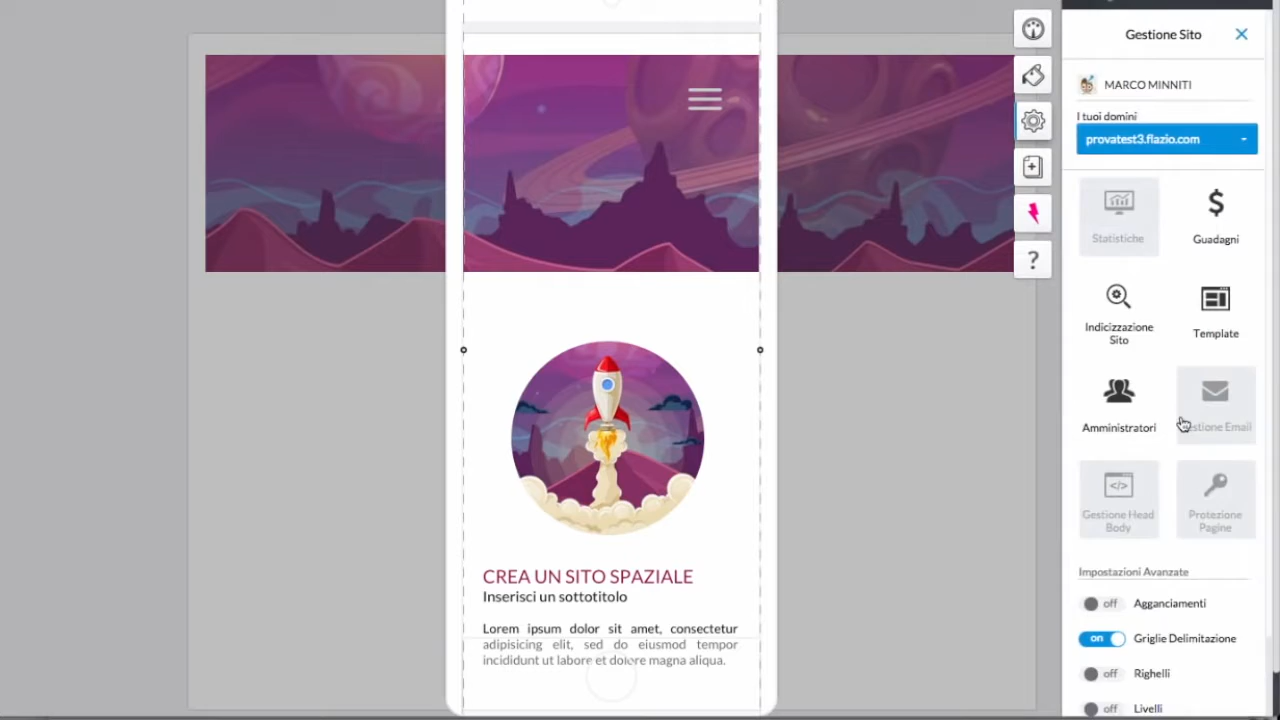 Gestione Sito
MARCO MINNITI
I tuoi domini
provatest3.flazio.com
Statistiche
Guadagni
Indicizzazione
Sito
Template
Amministratori
Gestione Email
Gestione Head
Body
Protezione
Pagine
Impostazioni Avanzate
off Agganciamenti
on Griglie Delimitazione
off Righelli
off Livelli
?
CREA UN SITO SPAZIALE
Inserisci un sottotitolo
Lorem ipsum dolor sit amet, consectetur
adipisicing elit, sed do eiusmod tempor
incididunt ut labore et dolore magna aliqua.